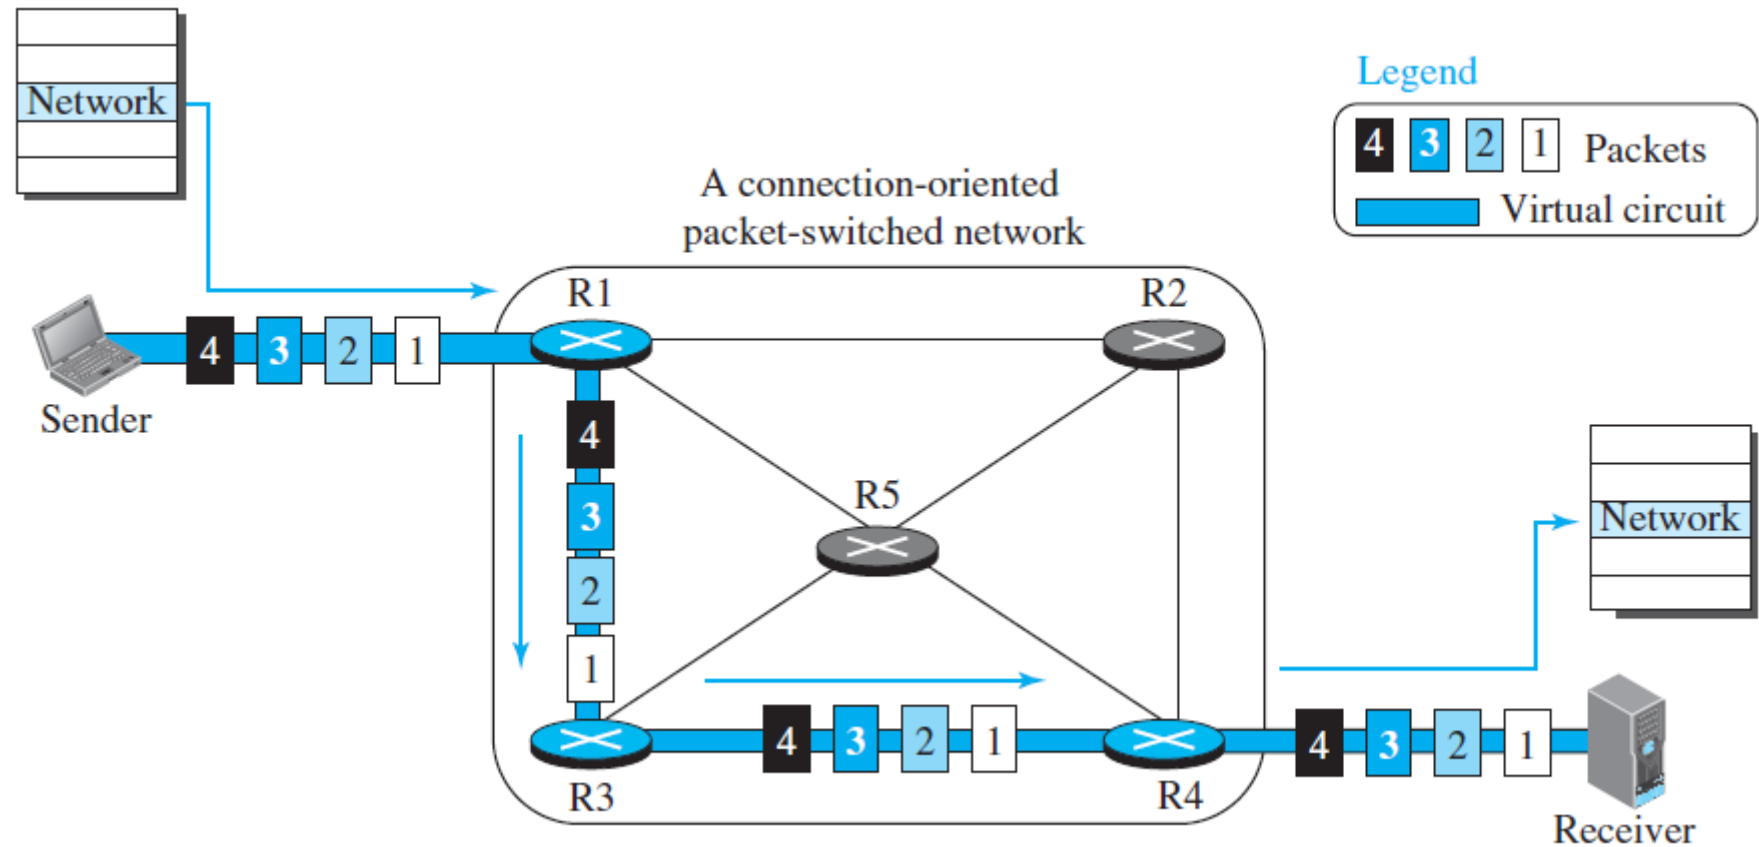 Network
Legend
4 3 2 1 Packets
Virtual circuit
A connection-oriented
packet-switched network
R1
R2
4 3 2 1
Sender
4
3
2
1
R5
Network
R3
4 3 2 1
R4
4 3 2 1
Receiver